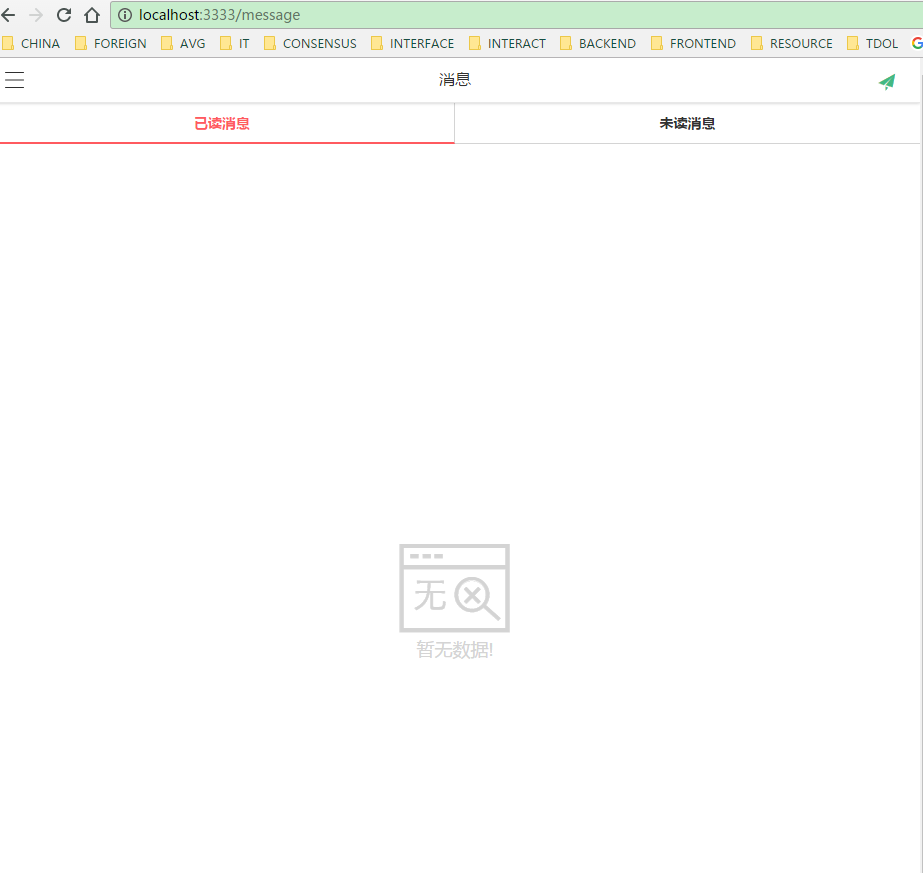 localhost:3333/message
CHINA FOREIGN AVG IT CONSENSUS INTERFACE INTERACT BACKEND FRONTEND RESOURCE TDOL G
消息
已读消息 未读消息
无
暂无数据!